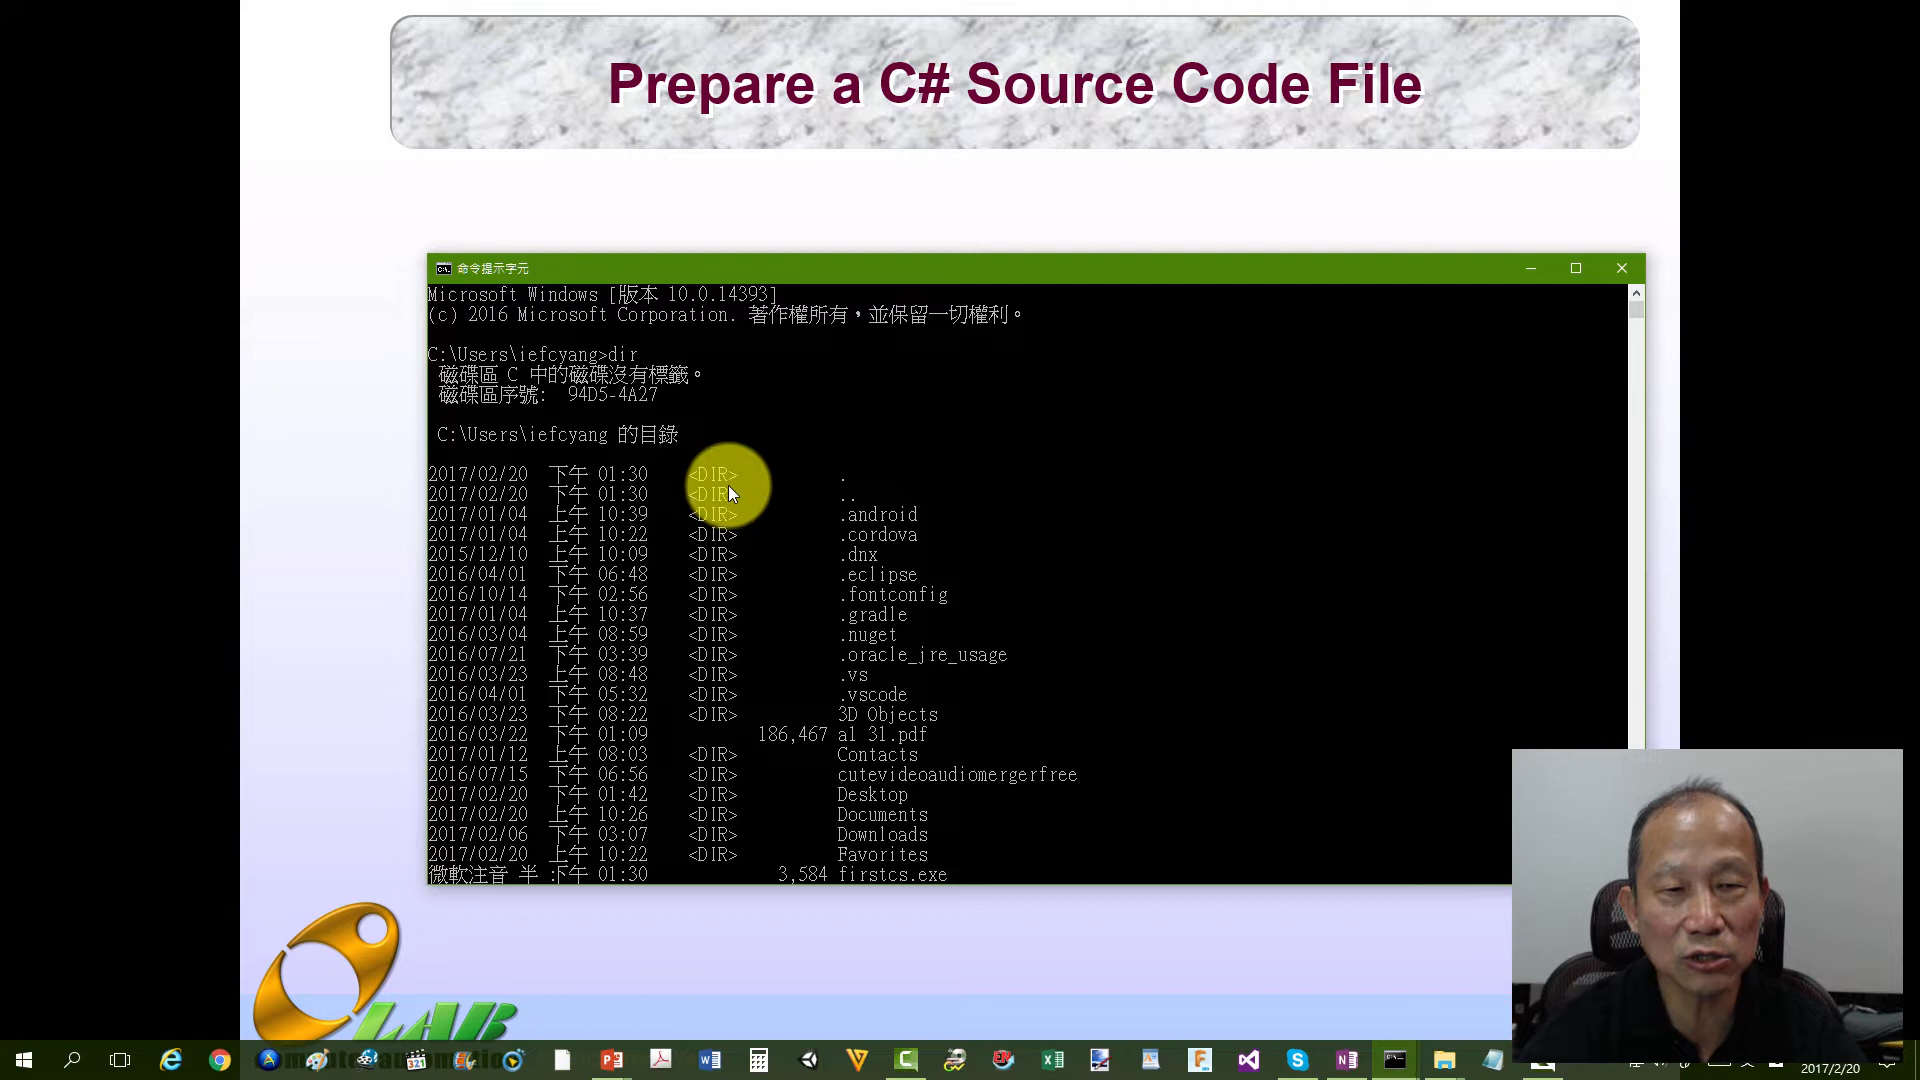 Prepare a C# Source Code File
命令提示字元
Microsoft Windows [版本 10.0.14393]
(c) 2016 Microsoft Corporation. 著作權所有，並保留一切權利。
C:\Users\iefcyang>dir
磁碟區 C 中的磁碟沒有標籤。
磁碟區序號:  94D5-4A27
C:\Users\iefcyang 的目錄
2017/02/20  下午 01:30    <DIR>          .
2017/02/20  下午 01:30    <DIR>          ..
2017/01/04  上午 10:39    <DIR>          .android
2017/01/04  上午 10:22    <DIR>          .cordova
2015/12/10  上午 10:09    <DIR>          .dnx
2016/04/01  下午 06:48    <DIR>          .eclipse
2016/10/14  下午 02:56    <DIR>          .fontconfig
2017/01/04  上午 10:37    <DIR>          .gradle
2016/03/04  上午 08:59    <DIR>          .nuget
2016/07/21  下午 03:39    <DIR>          .oracle_jre_usage
2016/03/23  上午 08:48    <DIR>          .vs
2016/04/01  下午 05:32    <DIR>          .vscode
2016/03/23  下午 08:22    <DIR>          3D Objects
2016/03/22  下午 01:09           186,467 a1 31.pdf
2017/01/12  上午 08:03    <DIR>          Contacts
2016/07/15  下午 06:56    <DIR>          cutevideoaudiomergerfree
2017/02/20  下午 01:42    <DIR>          Desktop
2017/02/20  上午 10:26    <DIR>          Documents
2017/02/06  下午 03:07    <DIR>          Downloads
2017/02/20  上午 10:22    <DIR>          Favorites
微軟注音 半 :下午 01:30             3,584 firstcs.exe
LAB
2017/2/20